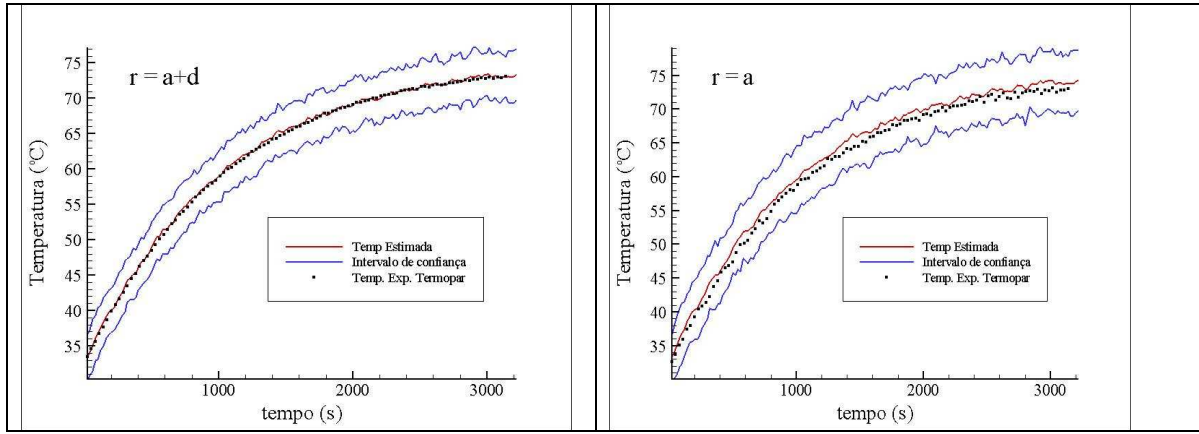 r = a+d
Temperatura (°C)
75
70
65
60
55
50
45
40
35
Temp Estimada
Intervalo de confiança
Temp. Exp. Termopar
1000
2000
3000
tempo (s)
r = a
Temperatura (°C)
75
70
65
60
55
50
45
40
35
Temp Estimada
Intervalo de confiança
Temp. Exp. Termopar
1000
2000
3000
tempo (s)